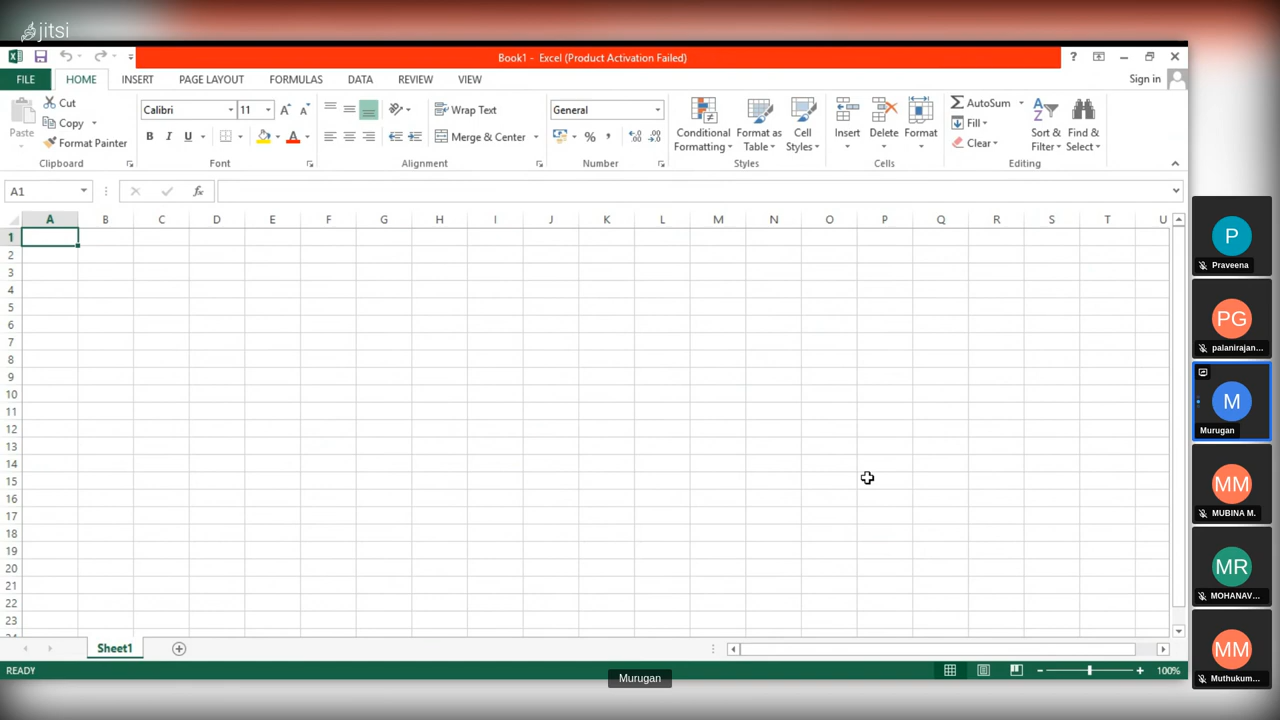 jitsi
Book1 - Excel (Product Activation Failed)
?
FILE HOME INSERT PAGE LAYOUT FORMULAS DATA REVIEW VIEW Sign in
Paste
Cut
Copy
Format Painter
Clipboard
Calibri 11
B I U A
Font
Wrap Text
Merge & Center
Alignment
General
%
Number
Conditional Formatting
Format as Table
Cell Styles
Styles
Insert
Delete
Format
Cells
AutoSum
Fill
Clear
Sort & Filter
Find & Select
Editing
A1
fx
A B C D E F G H I J K L M N O P Q R S T U
1
2
3
4
5
6
7
8
9
10
11
12
13
14
15
16
17
18
19
20
21
22
23
Sheet1
READY
100%
Murugan
P
Praveena
PG
palanirajan...
M
Murugan
MM
MUBINA M.
MR
MOHANAV...
MM
Muthukum...